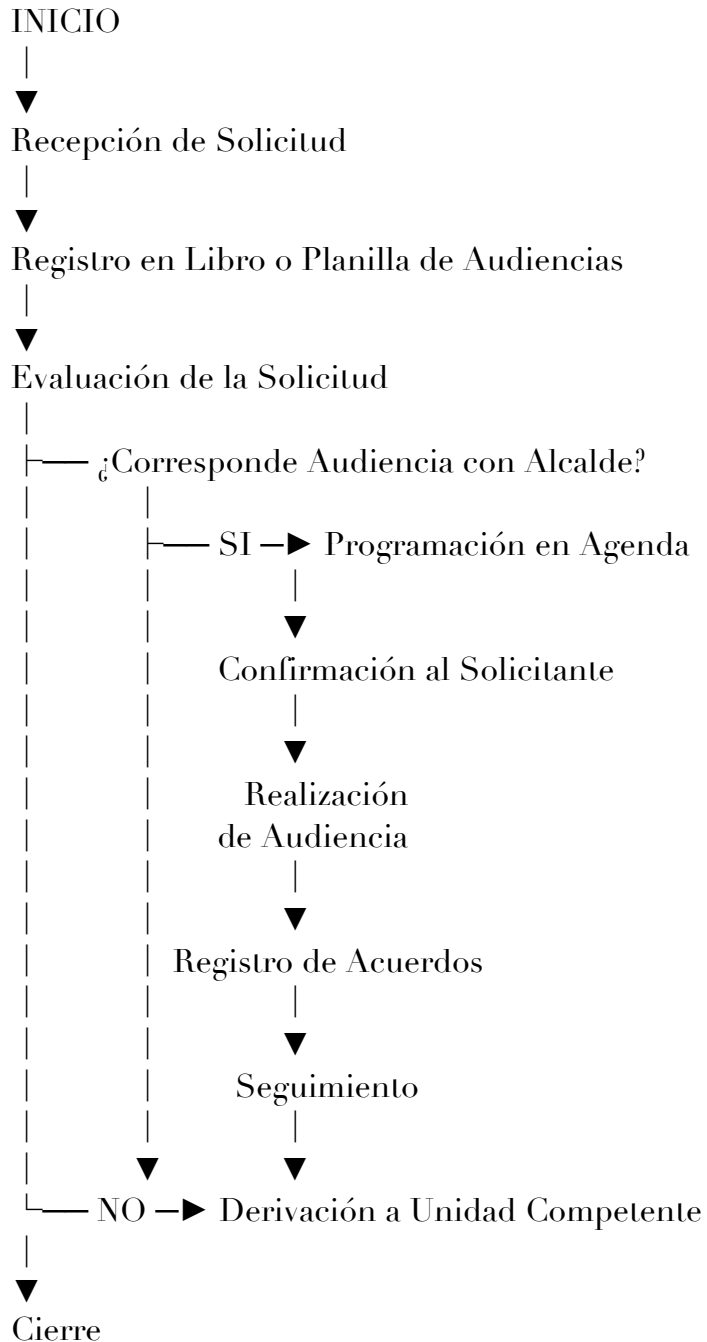 INICIO
Recepción de Solicitud
Registro en Libro o Planilla de Audiencias
Evaluación de la Solicitud
¿Corresponde Audiencia con Alcalde?
SI
Programación en Agenda
Confirmación al Solicitante
Realización
de Audiencia
Registro de Acuerdos
Seguimiento
NO
Derivación a Unidad Competente
Cierre